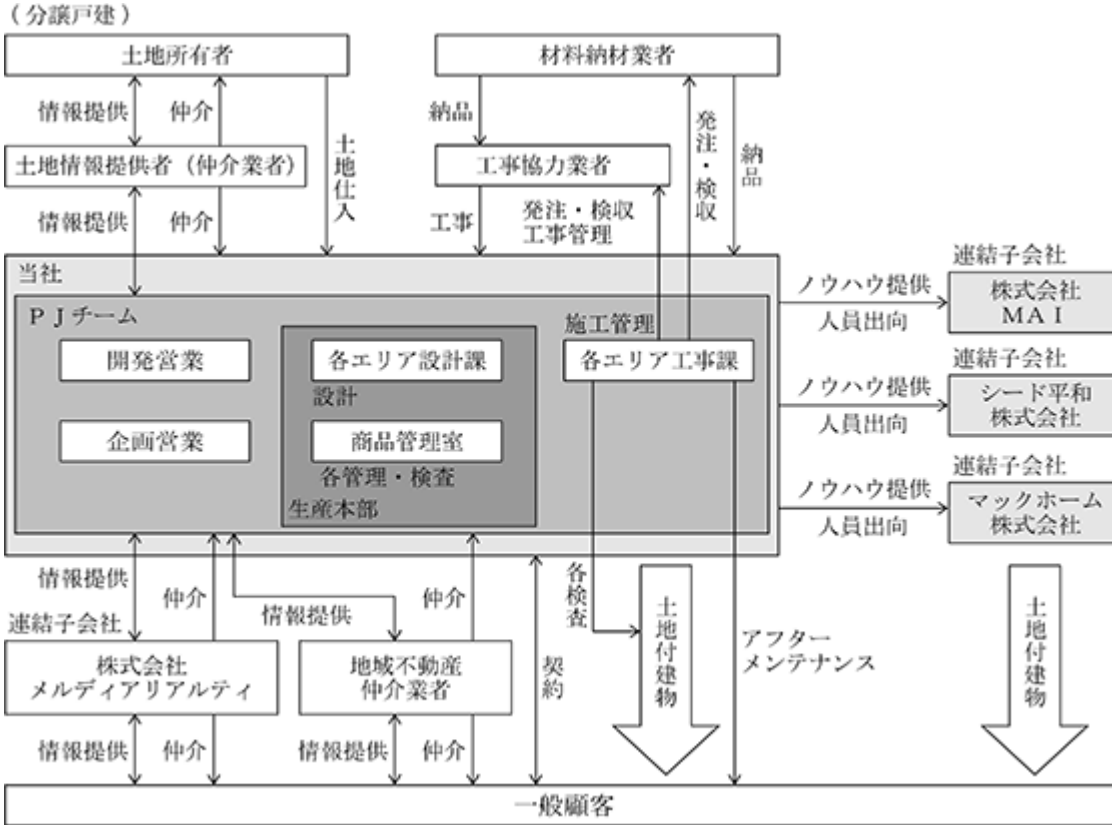 (分譲戸建)
土地所有者
材料納材業者
情報提供
仲介
土地仕入
納品
発注・検収
納品
土地情報提供者(仲介業者)
工事協力業者
情報提供
仲介
工事
発注・検収
工事管理
当社
PJチーム
施工管理
開発営業
各エリア設計課
設計
各エリア工事課
企画営業
商品管理室
各管理・検査
生産本部
ノウハウ提供
人員出向
連結子会社
株式会社
MAI
ノウハウ提供
人員出向
連結子会社
シード平和
株式会社
ノウハウ提供
人員出向
連結子会社
マックホーム
株式会社
情報提供
仲介
情報提供
仲介
契約
各検査
土地付建物
アフター
メンテナンス
土地付建物
連結子会社
株式会社
メルディアリアルティ
地域不動産
仲介業者
情報提供
仲介
情報提供
仲介
一般顧客